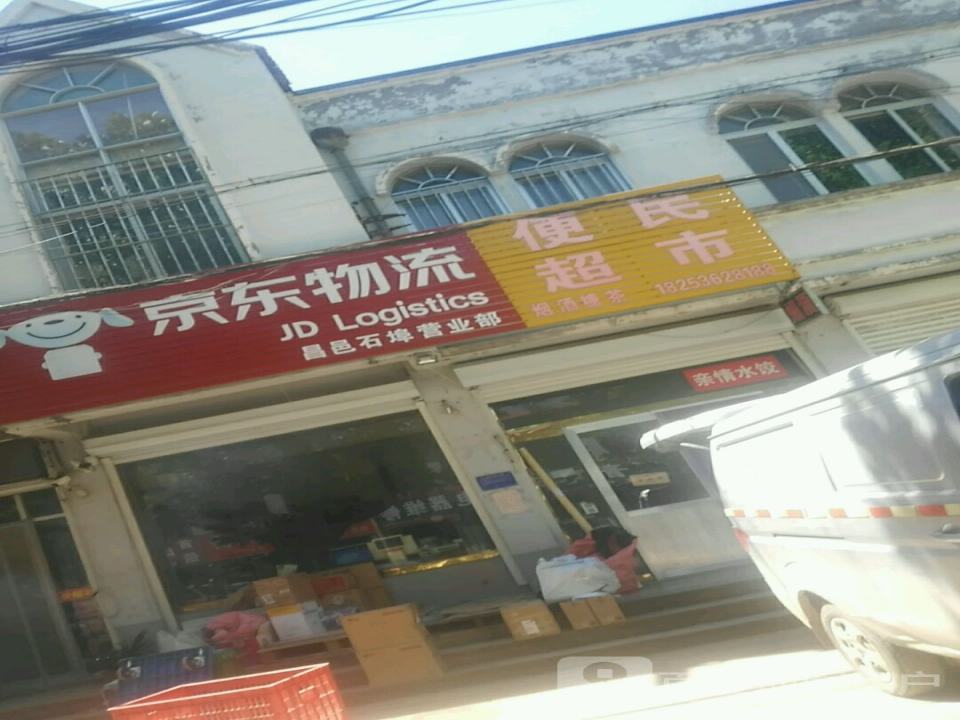 京东物流
JD Logistics
昌邑石埠营业部
便民
超市
烟酒糖茶 18253628188
亲情水饺